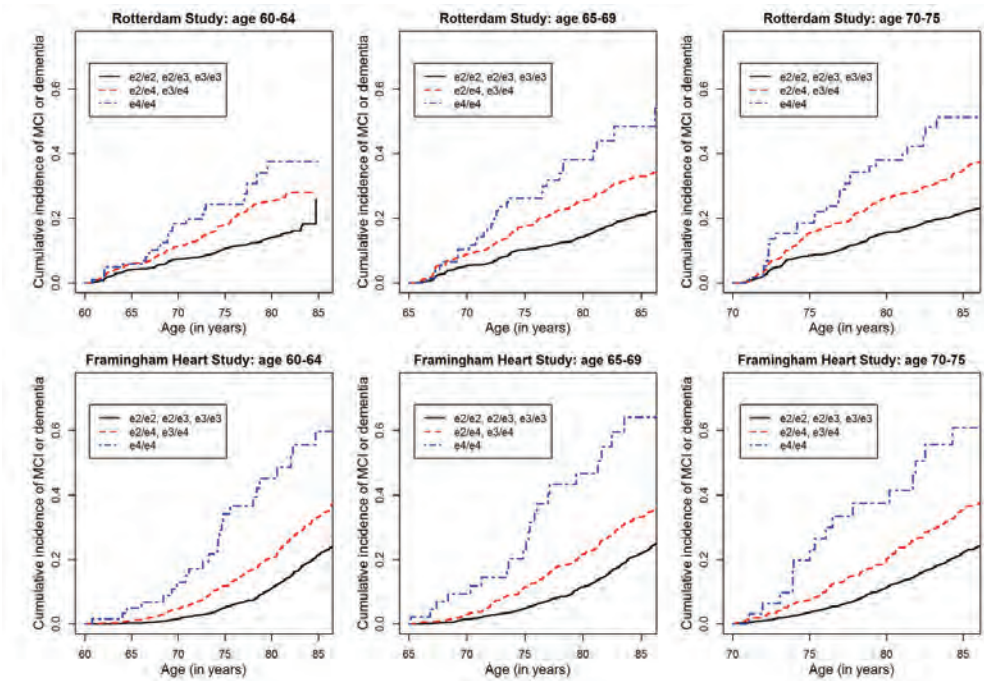 Rotterdam Study: age 60-64
Cumulative incidence of MCI or dementia
0.0 0.2 0.4 0.6
e2/e2, e2/e3, e3/e3
e2/e4, e3/e4
e4/e4
60 65 70 75 80 85
Age (in years)
Rotterdam Study: age 65-69
Cumulative incidence of MCI or dementia
0.0 0.2 0.4 0.6
e2/e2, e2/e3, e3/e3
e2/e4, e3/e4
e4/e4
65 70 75 80 85
Age (in years)
Rotterdam Study: age 70-75
Cumulative incidence of MCI or dementia
0.0 0.2 0.4 0.6
e2/e2, e2/e3, e3/e3
e2/e4, e3/e4
e4/e4
70 75 80 85
Age (in years)
Framingham Heart Study: age 60-64
Cumulative incidence of MCI or dementia
0.0 0.2 0.4 0.6
e2/e2, e2/e3, e3/e3
e2/e4, e3/e4
e4/e4
60 65 70 75 80 85
Age (in years)
Framingham Heart Study: age 65-69
Cumulative incidence of MCI or dementia
0.0 0.2 0.4 0.6
e2/e2, e2/e3, e3/e3
e2/e4, e3/e4
e4/e4
65 70 75 80 85
Age (in years)
Framingham Heart Study: age 70-75
Cumulative incidence of MCI or dementia
0.0 0.2 0.4 0.6
e2/e2, e2/e3, e3/e3
e2/e4, e3/e4
e4/e4
70 75 80 85
Age (in years)